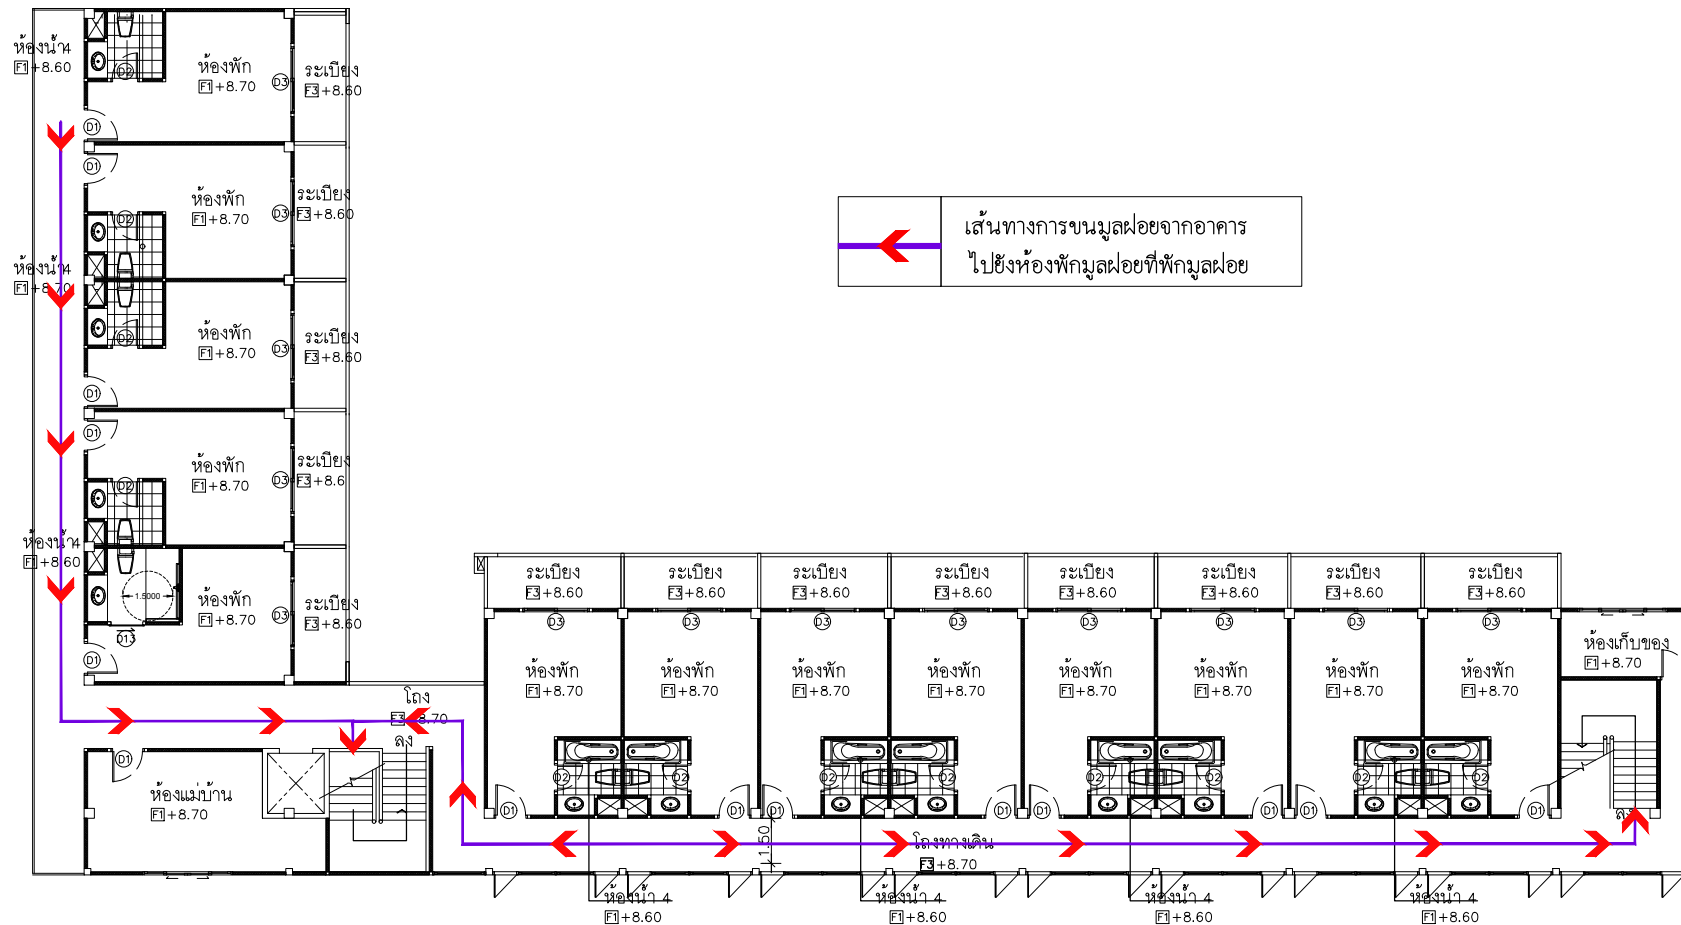 ห้องน้ำ 4
F1 +8.60
ห้องพัก
F1 +8.70
ระเบียง
F3 +8.60
D2
D3
D1
D1
ห้องพัก
F1 +8.70
ระเบียง
F3 +8.60
D2
D3
เส้นทางการขนมูลฝอยจากอาคาร
ไปยังห้องพักมูลฝอยที่พักมูลฝอย
ห้องน้ำ 4
F1 +8.70
ห้องพัก
F1 +8.70
ระเบียง
F3 +8.60
D2
D3
D1
D1
ห้องพัก
F1 +8.70
ระเบียง
F3 +8.6
D2
D3
ห้องน้ำ 4
F1 +8.60
1.5000
ห้องพัก
F1 +8.70
ระเบียง
F3 +8.60
D3
D13
D1
ระเบียง
F3 +8.60
ระเบียง
F3 +8.60
ระเบียง
F3 +8.60
ระเบียง
F3 +8.60
ระเบียง
F3 +8.60
ระเบียง
F3 +8.60
ระเบียง
F3 +8.60
ระเบียง
F3 +8.60
D3
D3
D3
D3
D3
D3
D3
D3
ห้องพัก
F1 +8.70
ห้องพัก
F1 +8.70
ห้องพัก
F1 +8.70
ห้องพัก
F1 +8.70
ห้องพัก
F1 +8.70
ห้องพัก
F1 +8.70
ห้องพัก
F1 +8.70
ห้องพัก
F1 +8.70
ห้องเก็บของ
F1 +8.70
โถง
F3 +8.70
ลง
D1
ห้องแม่บ้าน
F1 +8.70
D2
D2
D2
D2
D2
D2
D2
D2
D1
D1
D1
D1
D1
D1
D1
D1
ลง
1.50
โถงทางเดิน
F3 +8.70
ห้องน้ำ 4
F1 +8.60
ห้องน้ำ 4
F1 +8.60
ห้องน้ำ 4
F1 +8.60
ห้องน้ำ 4
F1 +8.60